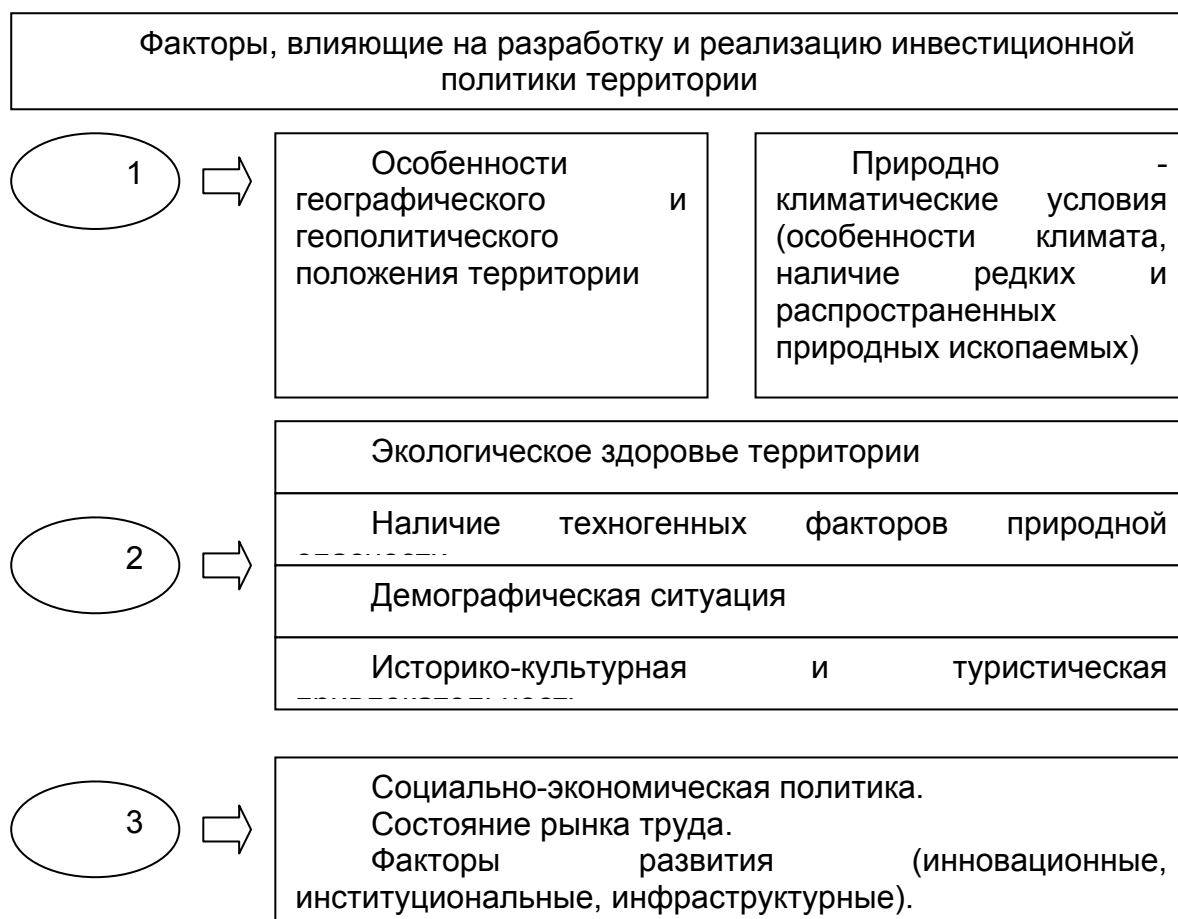 Факторы, влияющие на разработку и реализацию инвестиционной
политики территории
1
Особенности
географического и
геополитического
положения территории
Природно -
климатические условия
(особенности климата,
наличие редких и
распространенных
природных ископаемых)
2
Экологическое здоровье территории
Наличие техногенных факторов природной
Демографическая ситуация
Историко-культурная и туристическая
3
Социально-экономическая политика.
Состояние рынка труда.
Факторы развития (инновационные,
институциональные, инфраструктурные).